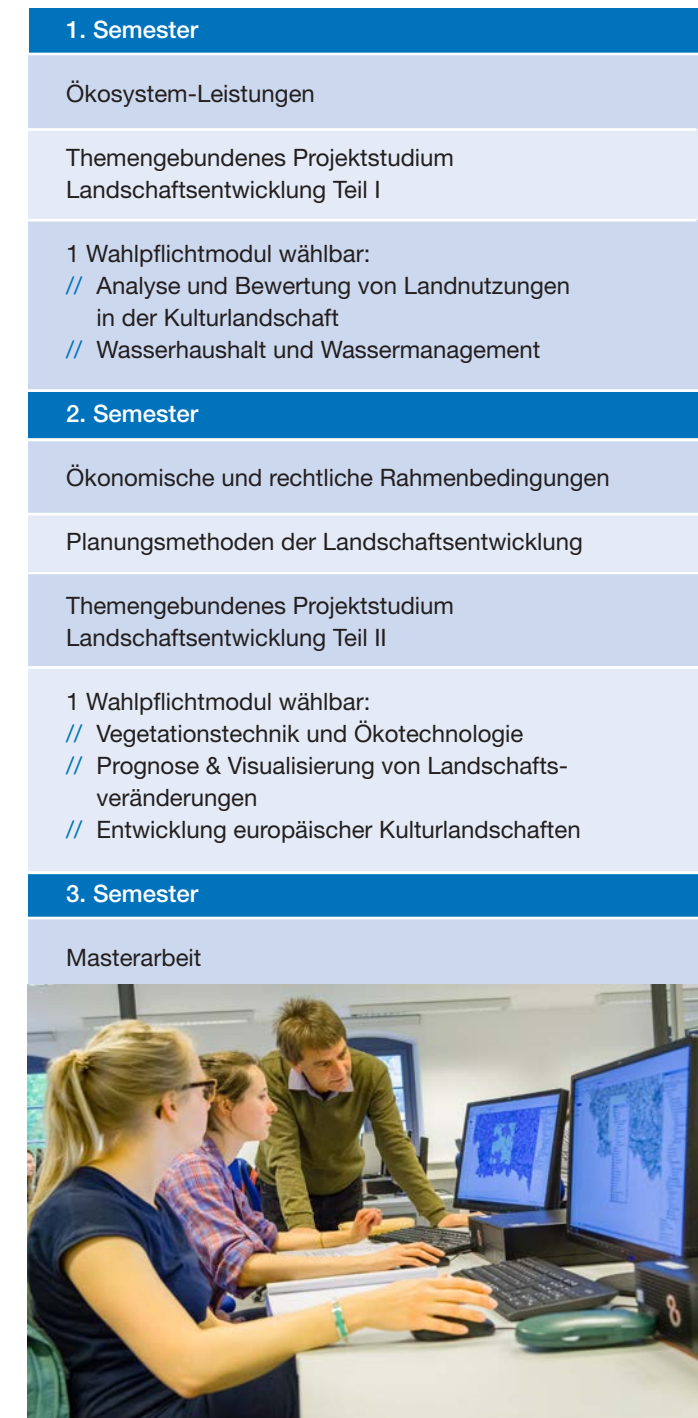 1. Semester
Ökosystem-Leistungen
Themengebundenes Projektstudium
Landschaftsentwicklung Teil I
1 Wahlpflichtmodul wählbar:
// Analyse und Bewertung von Landnutzungen
in der Kulturlandschaft
// Wasserhaushalt und Wassermanagement
2. Semester
Ökonomische und rechtliche Rahmenbedingungen
Planungsmethoden der Landschaftsentwicklung
Themengebundenes Projektstudium
Landschaftsentwicklung Teil II
1 Wahlpflichtmodul wählbar:
// Vegetationstechnik und Ökotechnologie
// Prognose & Visualisierung von Landschafts-
veränderungen
// Entwicklung europäischer Kulturlandschaften
3. Semester
Masterarbeit
8